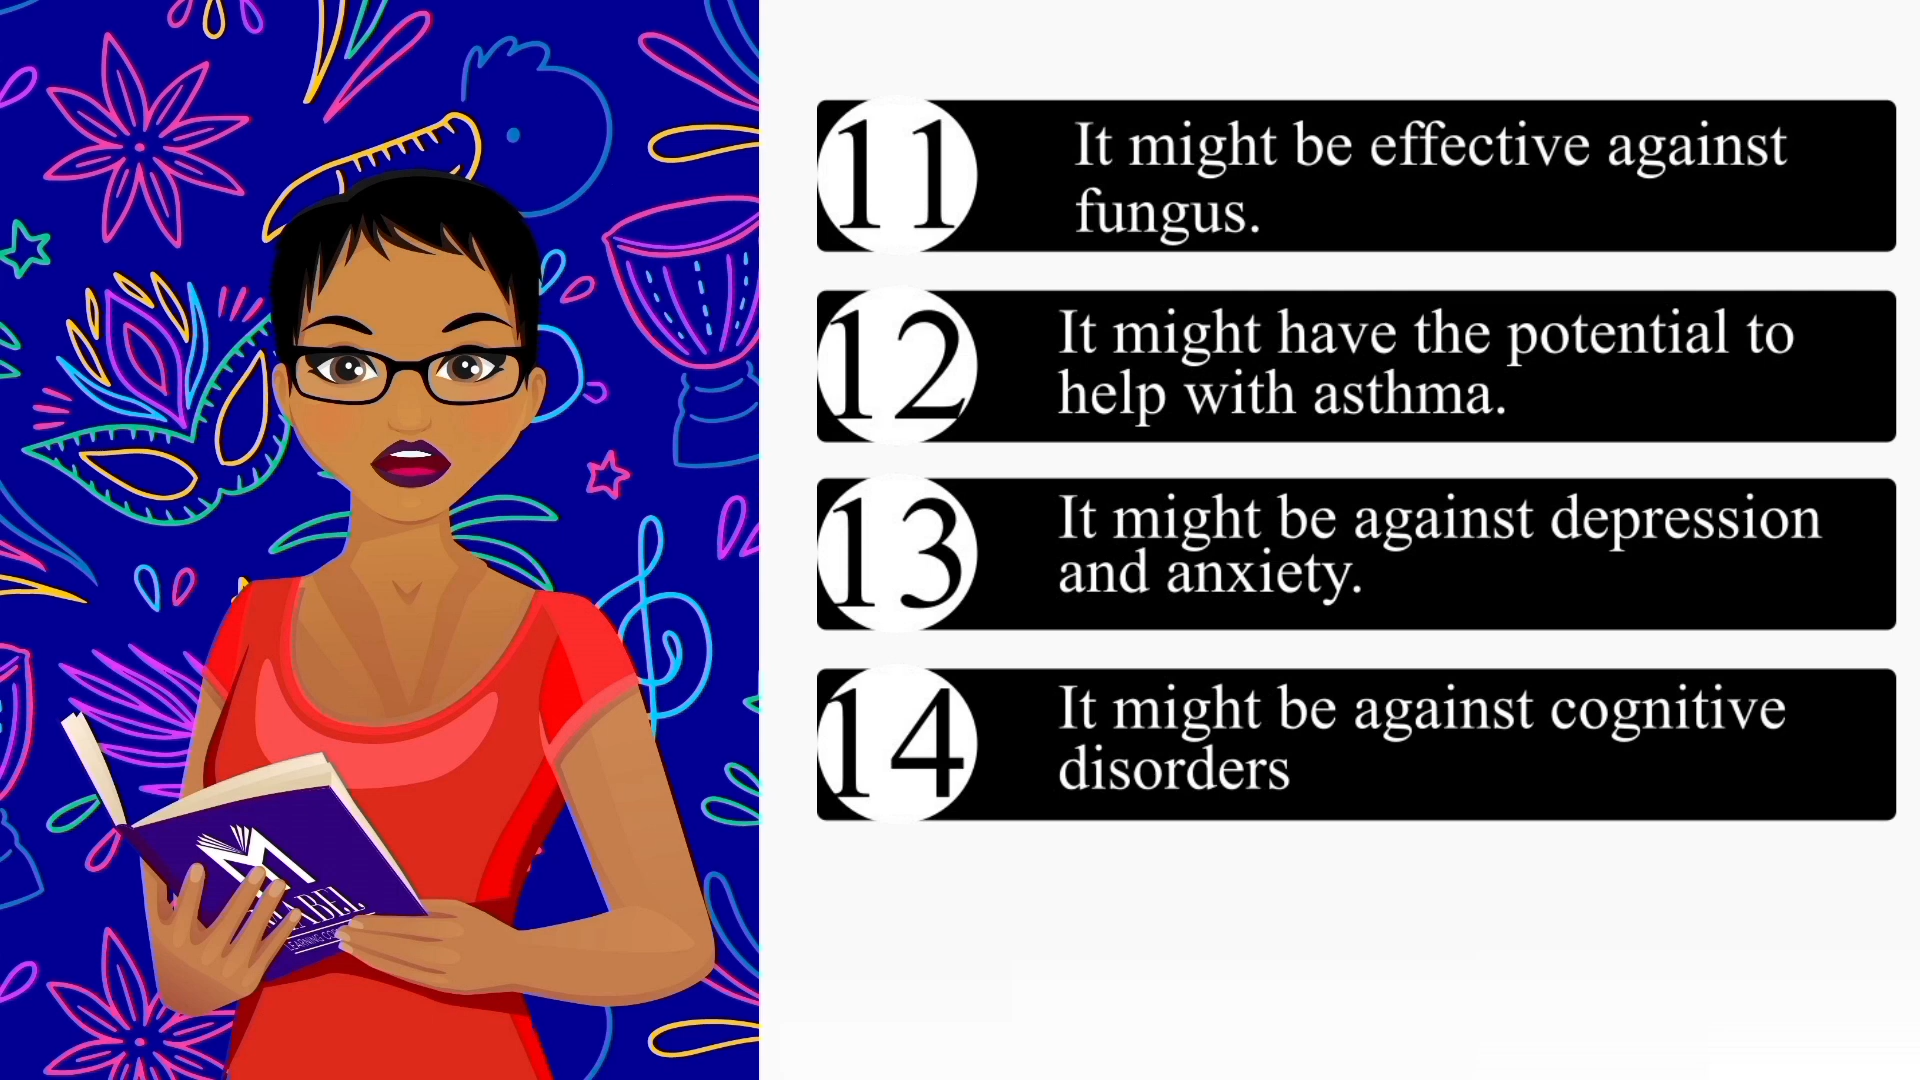 11
It might be effective against
fungus.
12
It might have the potential to
help with asthma.
13
It might be against depression
and anxiety.
14
It might be against cognitive
disorders
M
LEARNING